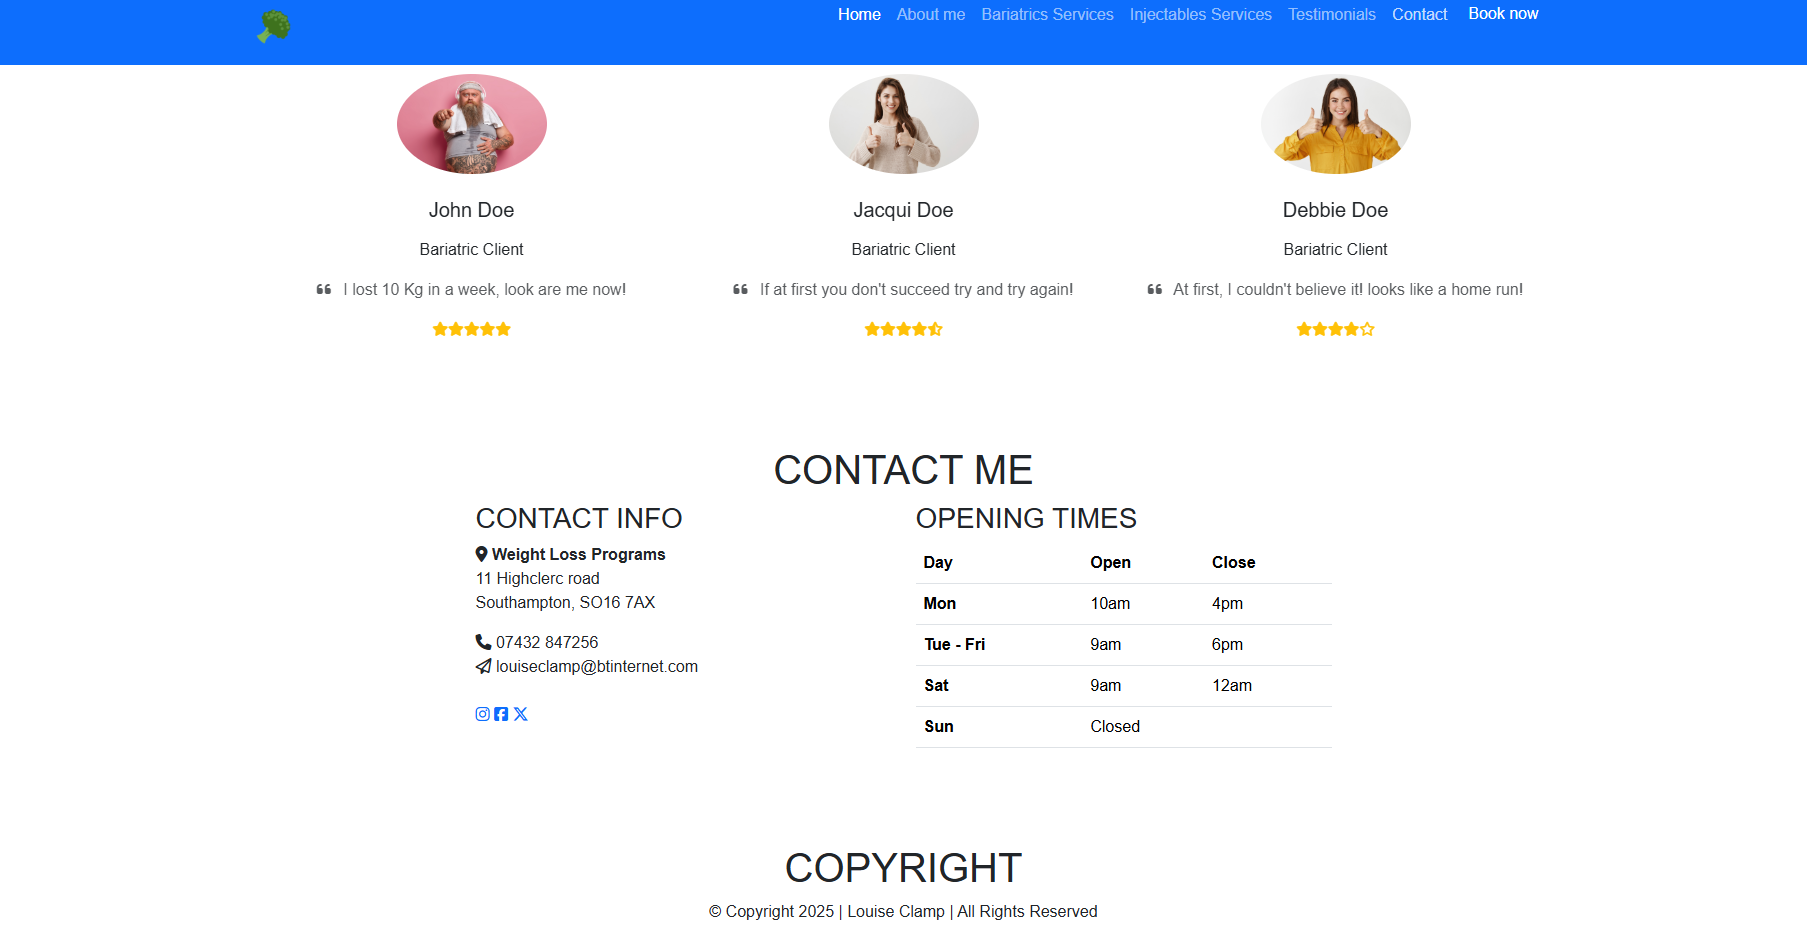 Home About me Bariatrics Services Injectables Services Testimonials Contact Book now
John Doe Jacqui Doe Debbie Doe
Bariatric Client Bariatric Client Bariatric Client
I lost 10 Kg in a week, look are me now! If at first you don't succeed try and try again! At first, I couldn't believe it! looks like a home run!
CONTACT ME
CONTACT INFO
Weight Loss Programs
11 Highclerc road
Southampton, SO16 7AX
07432 847256
louiseclamp@btinternet.com
OPENING TIMES
Day Open Close
Mon 10am 4pm
Tue - Fri 9am 6pm
Sat 9am 12am
Sun Closed
COPYRIGHT
© Copyright 2025 | Louise Clamp | All Rights Reserved